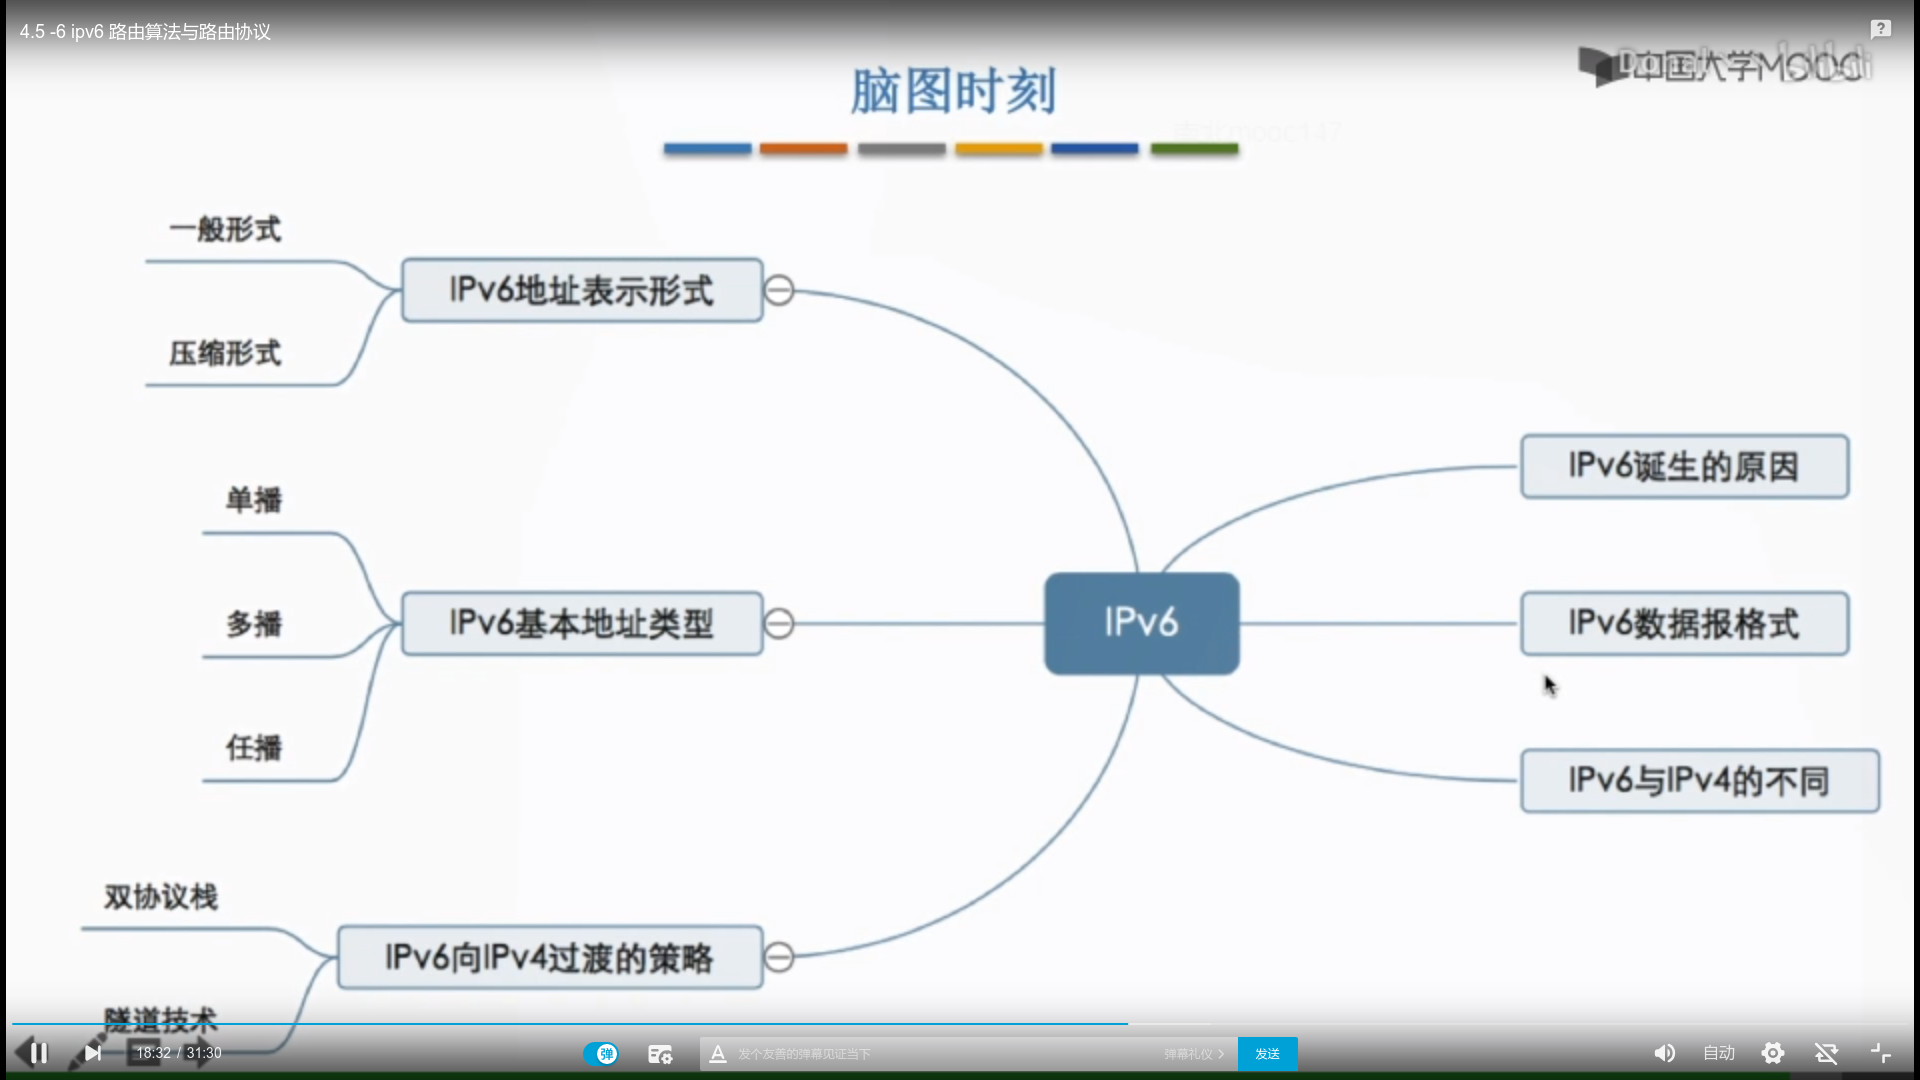 4.5 -6 ipv6 路由算法与路由协议
脑图时刻
中国大学MOOC
一般形式
IPv6地址表示形式
压缩形式
IPv6诞生的原因
单播
IPv6基本地址类型
多播
IPv6
IPv6数据报格式
任播
IPv6与IPv4的不同
双协议栈
IPv6向IPv4过渡的策略
隧道技术
18:32 / 31:30
弹
发个友善的弹幕见证当下
弹幕礼仪
发送
自动